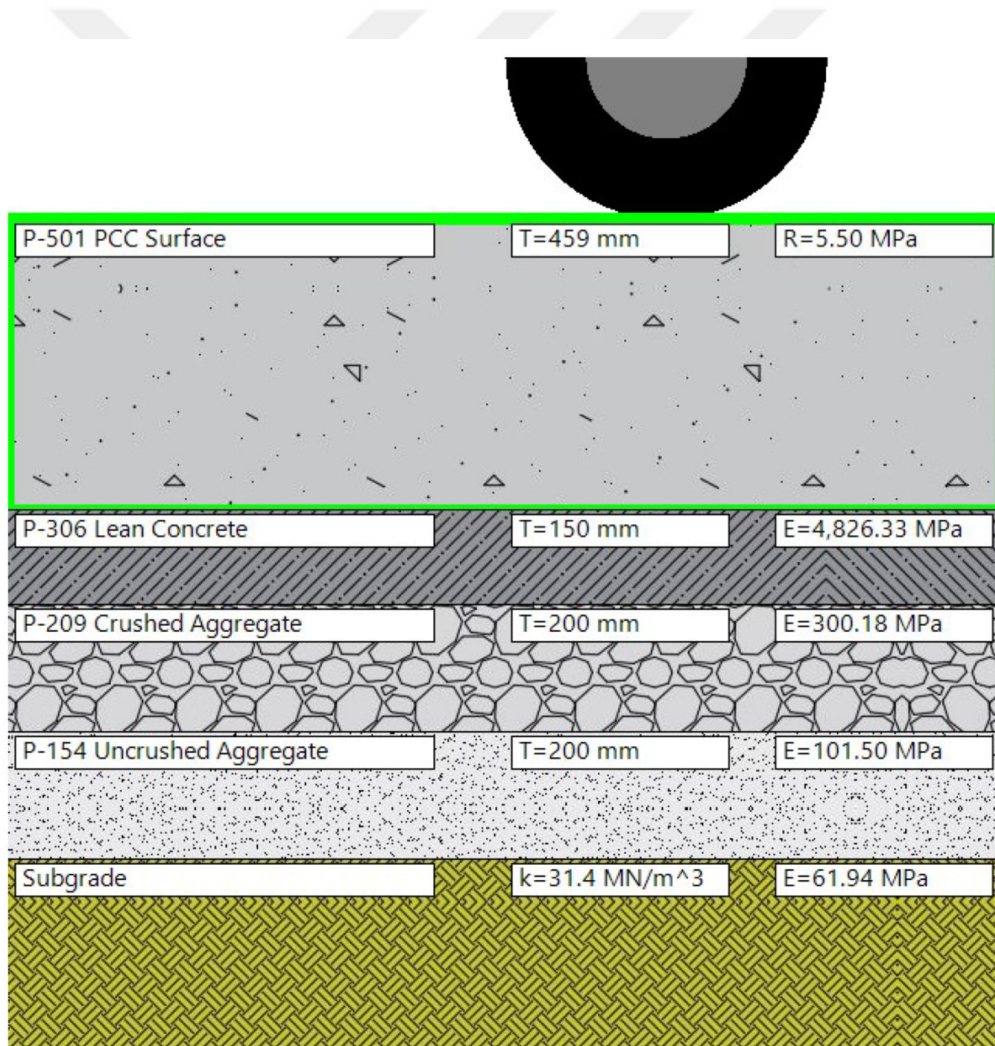 P-501 PCC Surface T=459 mm R=5.50 MPa
P-306 Lean Concrete T=150 mm E=4,826.33 MPa
P-209 Crushed Aggregate T=200 mm E=300.18 MPa
P-154 Uncrushed Aggregate T=200 mm E=101.50 MPa
Subgrade k=31.4 MN/m^3 E=61.94 MPa